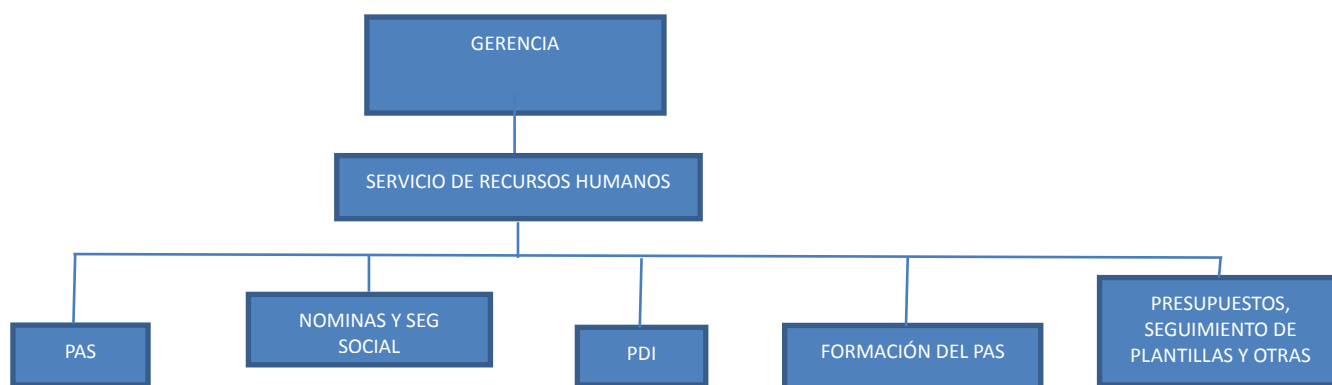 GERENCIA
SERVICIO DE RECURSOS HUMANOS
PAS
NOMINAS Y SEG
SOCIAL
PDI
FORMACIÓN DEL PAS
PRESUPUESTOS,
SEGUIMIENTO DE
PLANTILLAS Y OTRAS